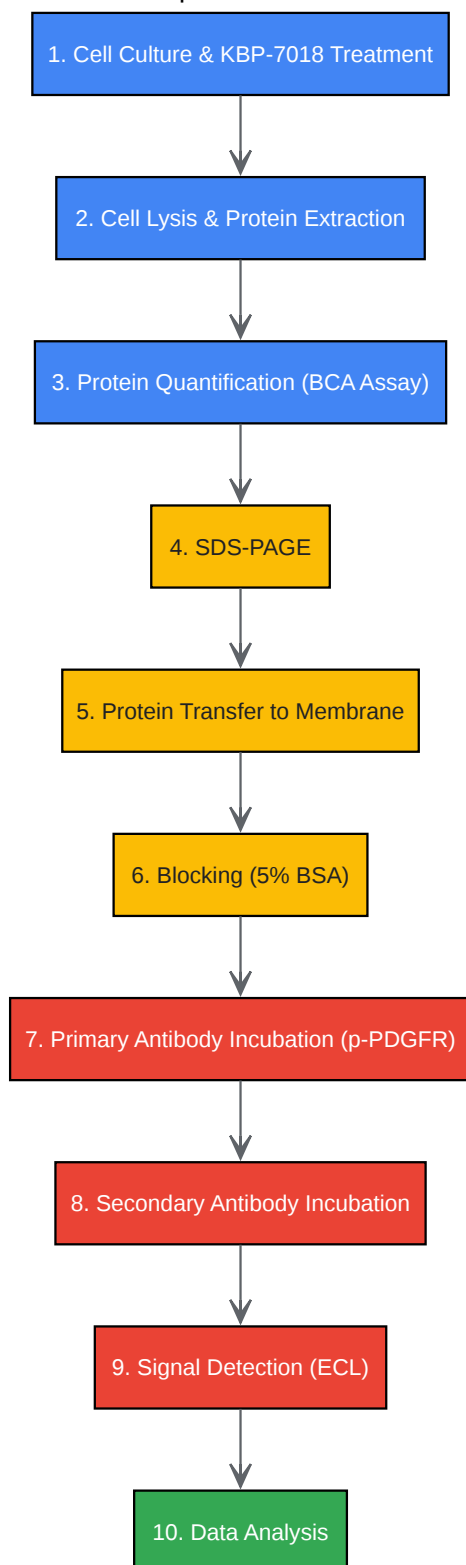 1. Cell Culture & KBP-7018 Treatment
2. Cell Lysis & Protein Extraction
3. Protein Quantification (BCA Assay)
4. SDS-PAGE
5. Protein Transfer to Membrane
6. Blocking (5% BSA)
7. Primary Antibody Incubation (p-PDGFR)
8. Secondary Antibody Incubation
9. Signal Detection (ECL)
10. Data Analysis